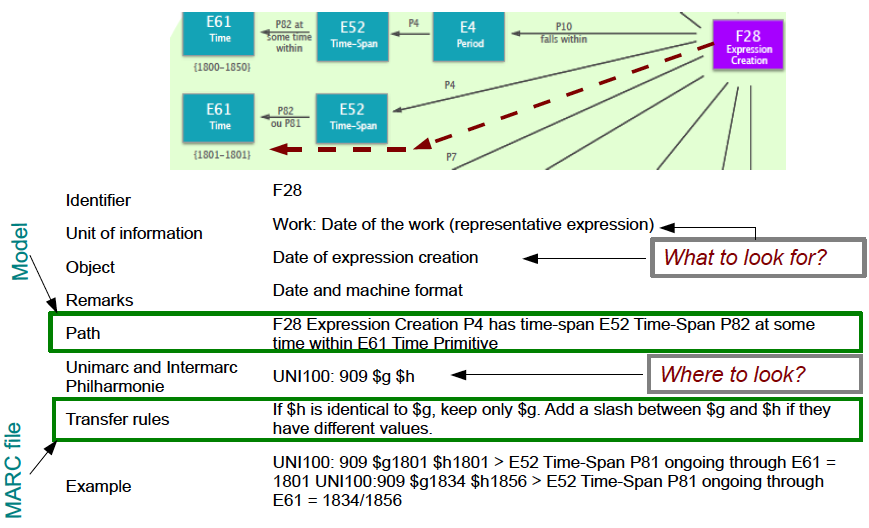 E61
Time
P82 at
some time
within
E52
Time-Span
P4
E4
Period
P10
falls within
F28
Expression
Creation
{1800-1850}
P4
E61
Time
P82
ou P81
E52
Time-Span
{1801-1801}
P7
Identifier
F28
Unit of information
Work: Date of the work (representative expression)
Object
Date of expression creation
What to look for?
Remarks
Date and machine format
Model
Path
F28 Expression Creation P4 has time-span E52 Time-Span P82 at some
time within E61 Time Primitive
Unimarc and Intermarc
Philharmonie
UNI100: 909 $g $h
Where to look?
Transfer rules
If $h is identical to $g, keep only $g. Add a slash between $g and $h if they
have different values.
MARC file
Example
UNI100: 909 $g1801 $h1801 > E52 Time-Span P81 ongoing through E61 =
1801 UNI100:909 $g1834 $h1856 > E52 Time-Span P81 ongoing through
E61 = 1834/1856